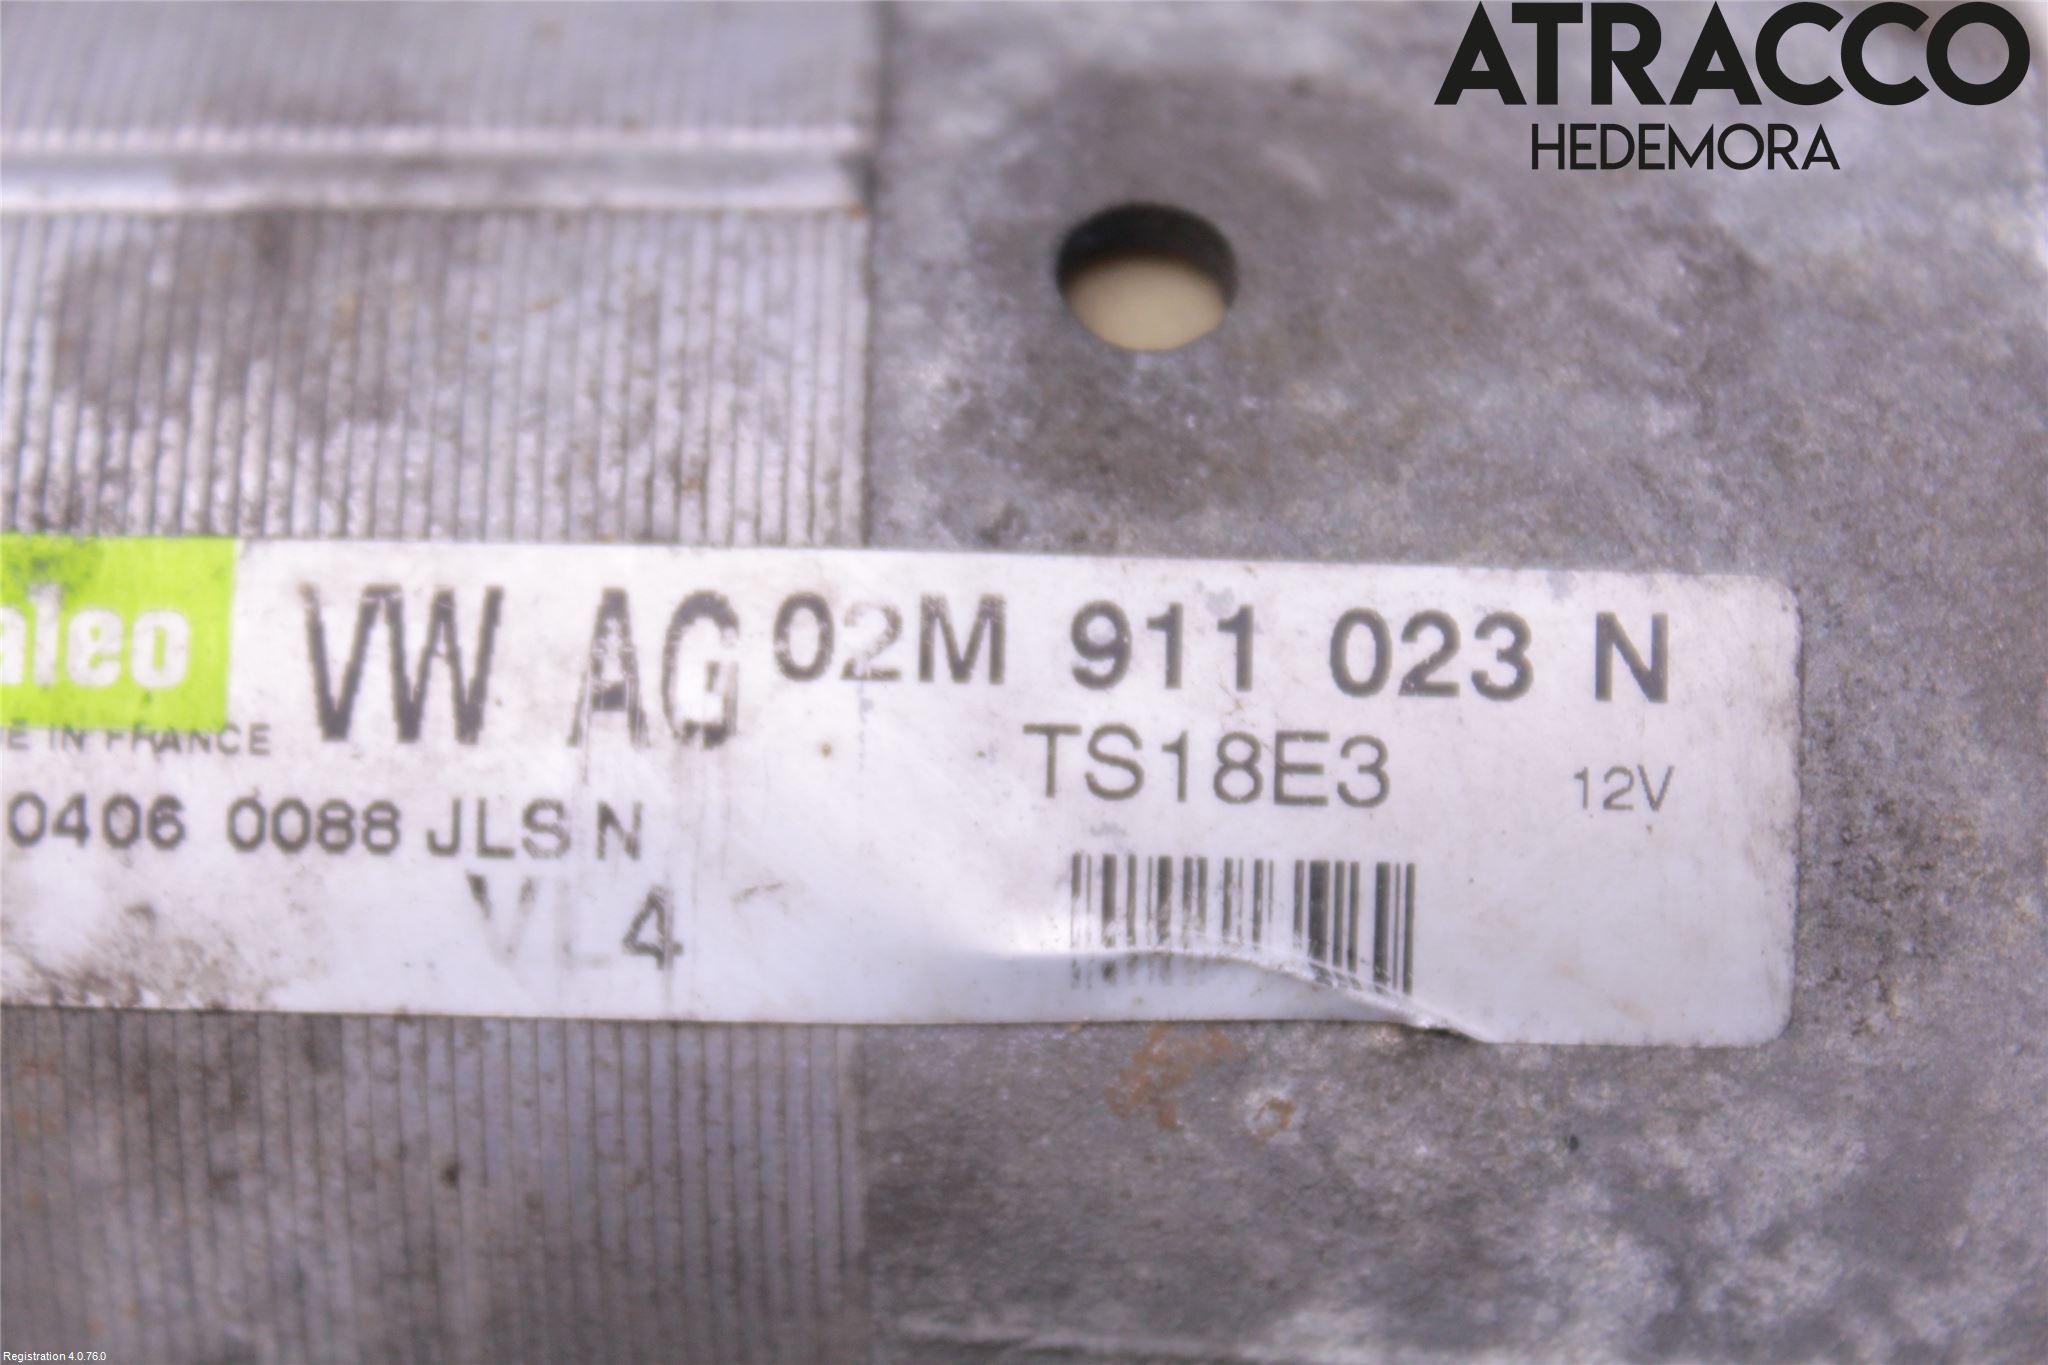 ATRACCO
HEDEMORA
aleo VW AG 02M 911 023 N
E IN FRANCE TS18E3 12V
0406 0088 JLS N
VL4
Registration 4.0.76.0